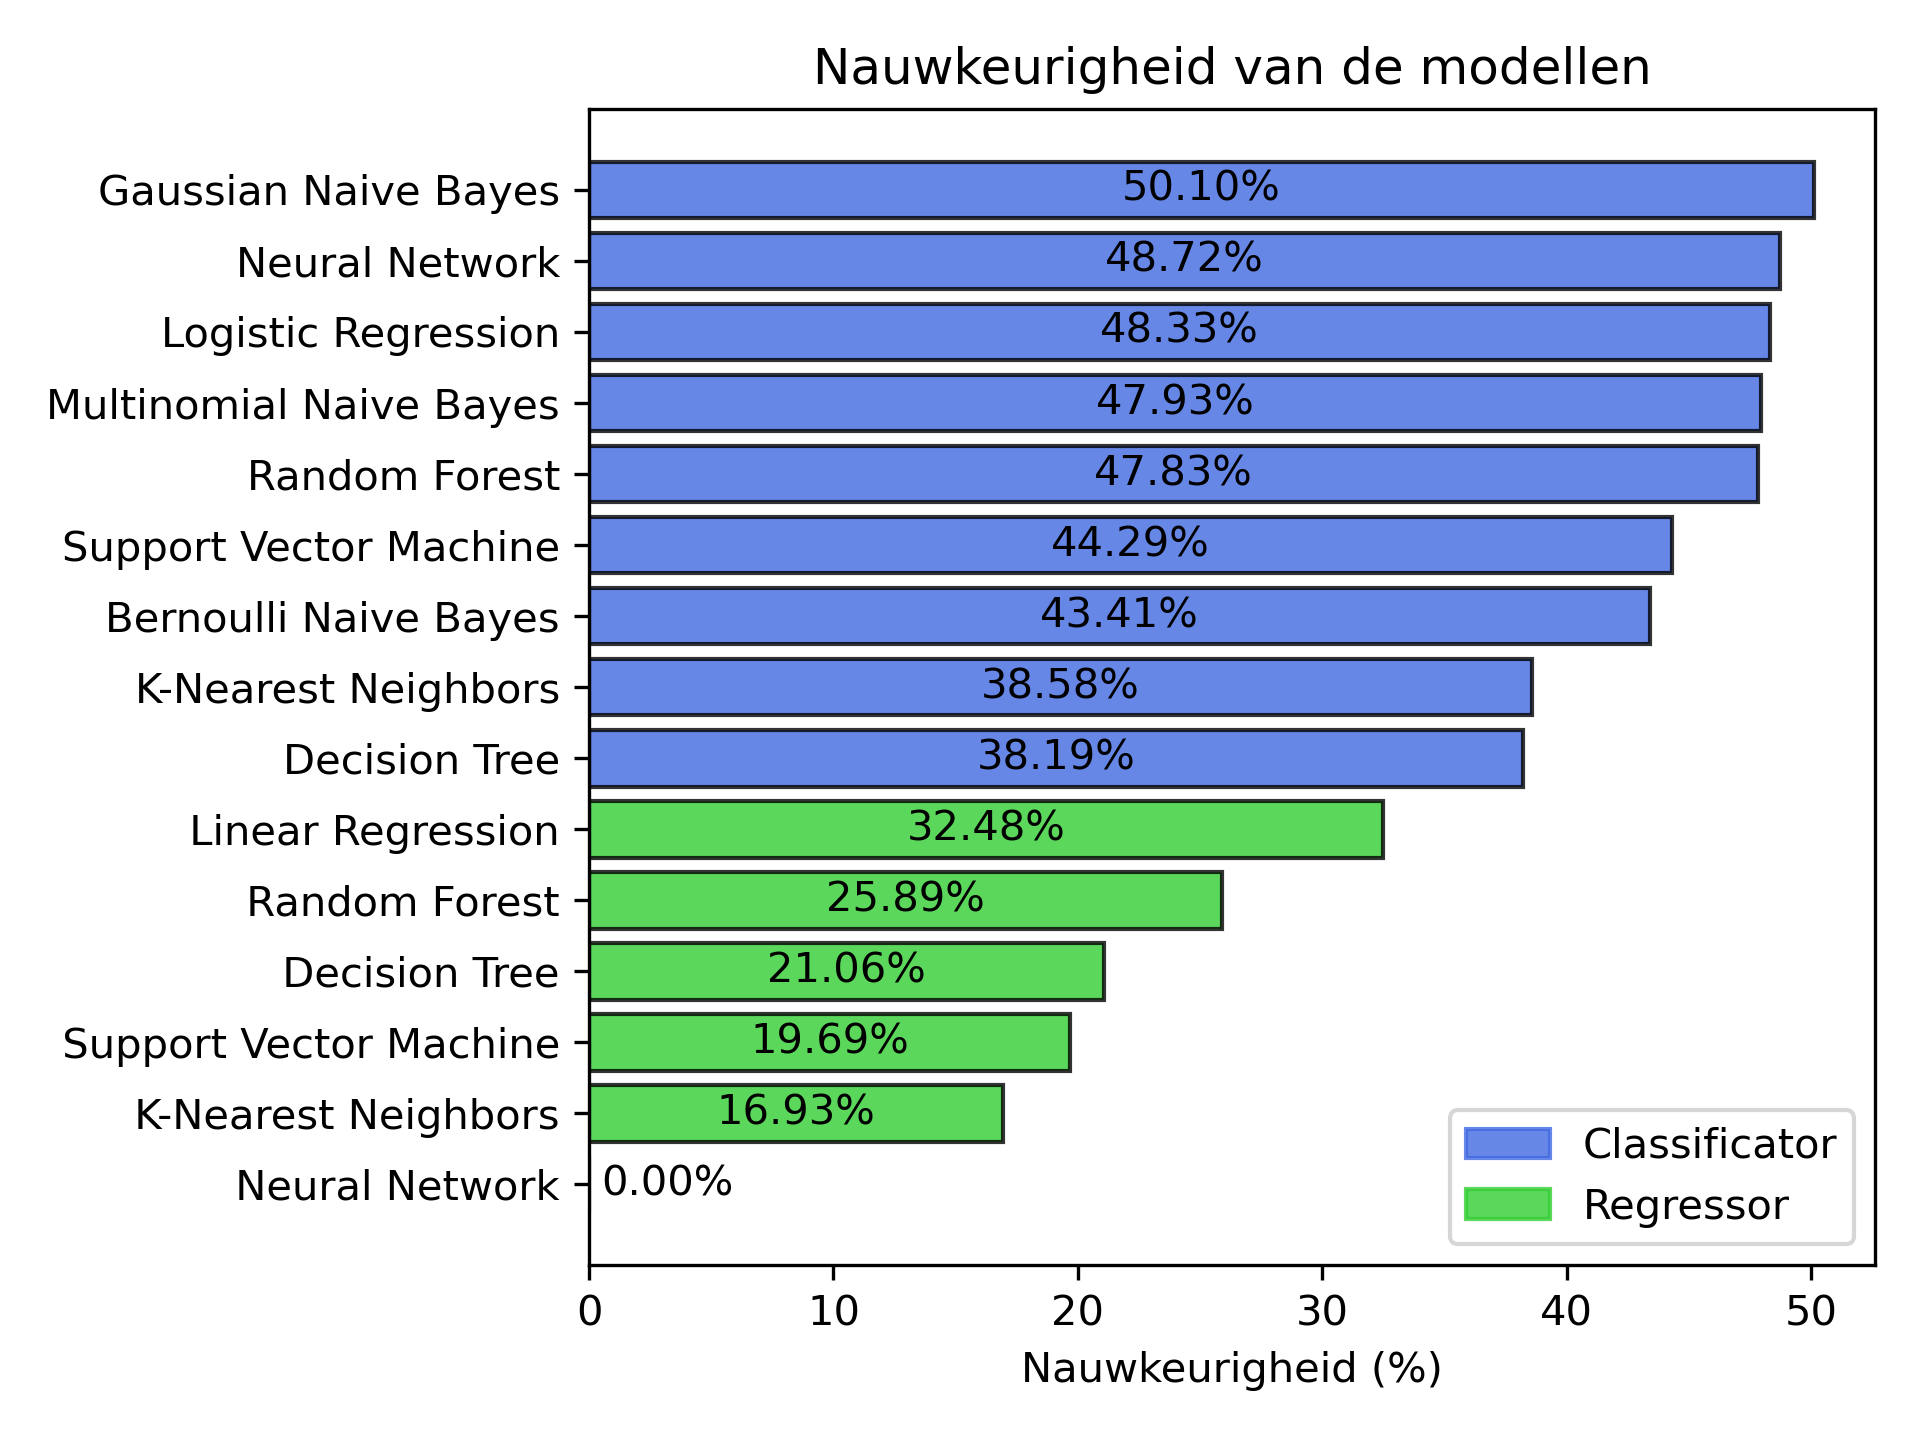 Nauwkeurigheid van de modellen
Gaussian Naive Bayes 50.10%
Neural Network 48.72%
Logistic Regression 48.33%
Multinomial Naive Bayes 47.93%
Random Forest 47.83%
Support Vector Machine 44.29%
Bernoulli Naive Bayes 43.41%
K-Nearest Neighbors 38.58%
Decision Tree 38.19%
Linear Regression 32.48%
Random Forest 25.89%
Decision Tree 21.06%
Support Vector Machine 19.69%
K-Nearest Neighbors 16.93%
Neural Network 0.00%
Classificator
Regressor
0 10 20 30 40 50
Nauwkeurigheid (%)